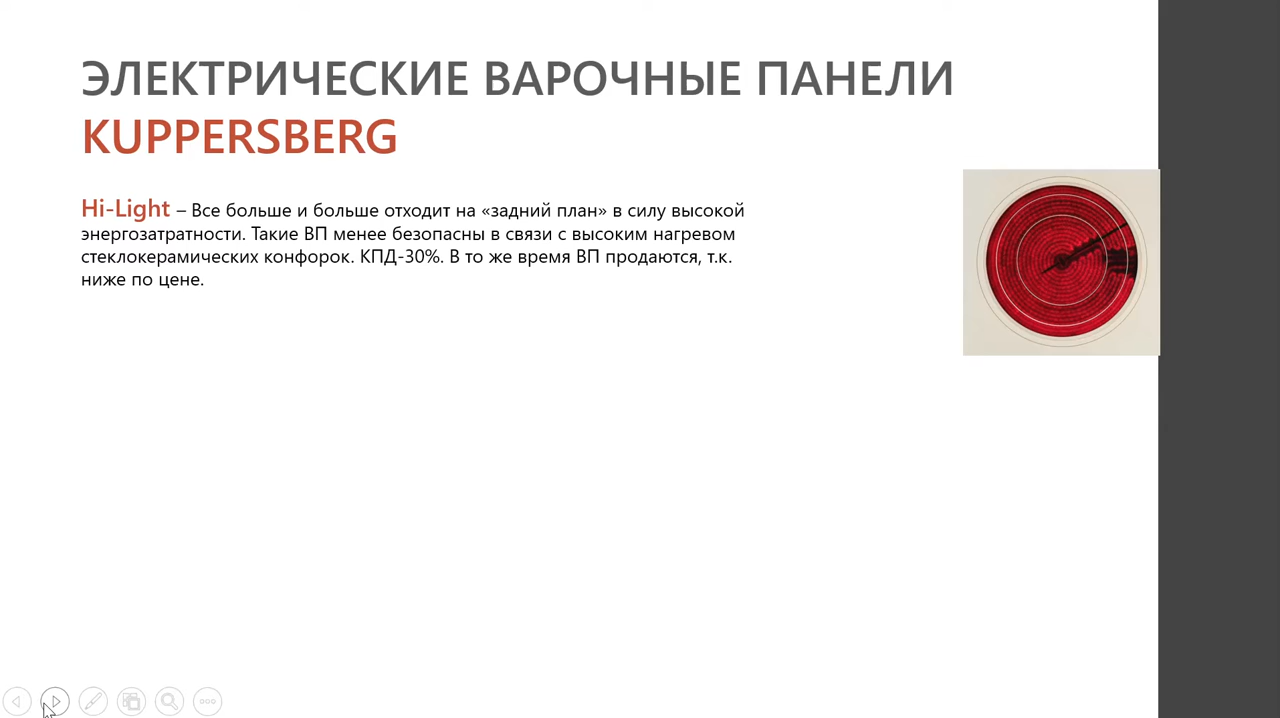 ЭЛЕКТРИЧЕСКИЕ ВАРОЧНЫЕ ПАНЕЛИ
KUPPERSBERG
Hi-Light – Все больше и больше отходит на «задний план» в силу высокой
энергозатратности. Такие ВП менее безопасны в связи с высоким нагревом
стеклокерамических конфорок. КПД-30%. В то же время ВП продаются, т.к.
ниже по цене.